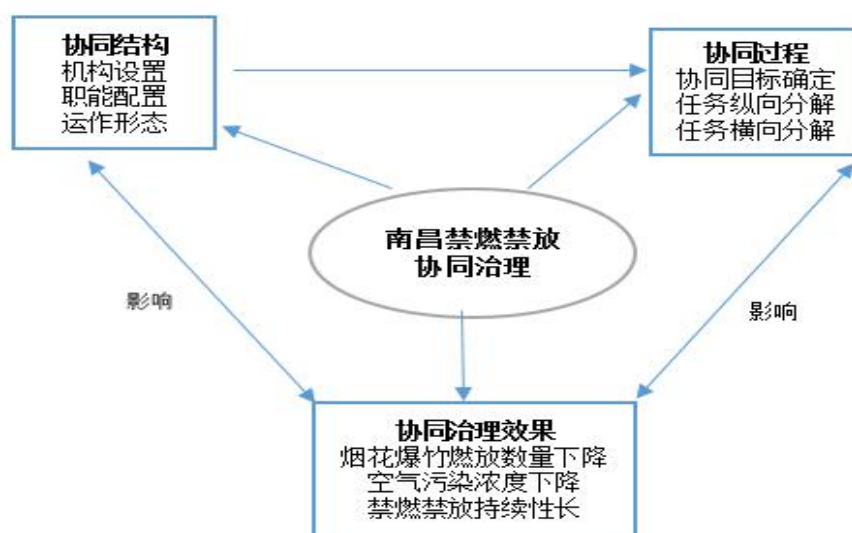 协同结构
机构设置
职能配置
运作形态
协同过程
协同目标确定
任务纵向分解
任务横向分解
南昌禁燃禁放
协同治理
影响
影响
协同治理效果
烟花爆竹燃放数量下降
空气污染浓度下降
禁燃禁放持续性长